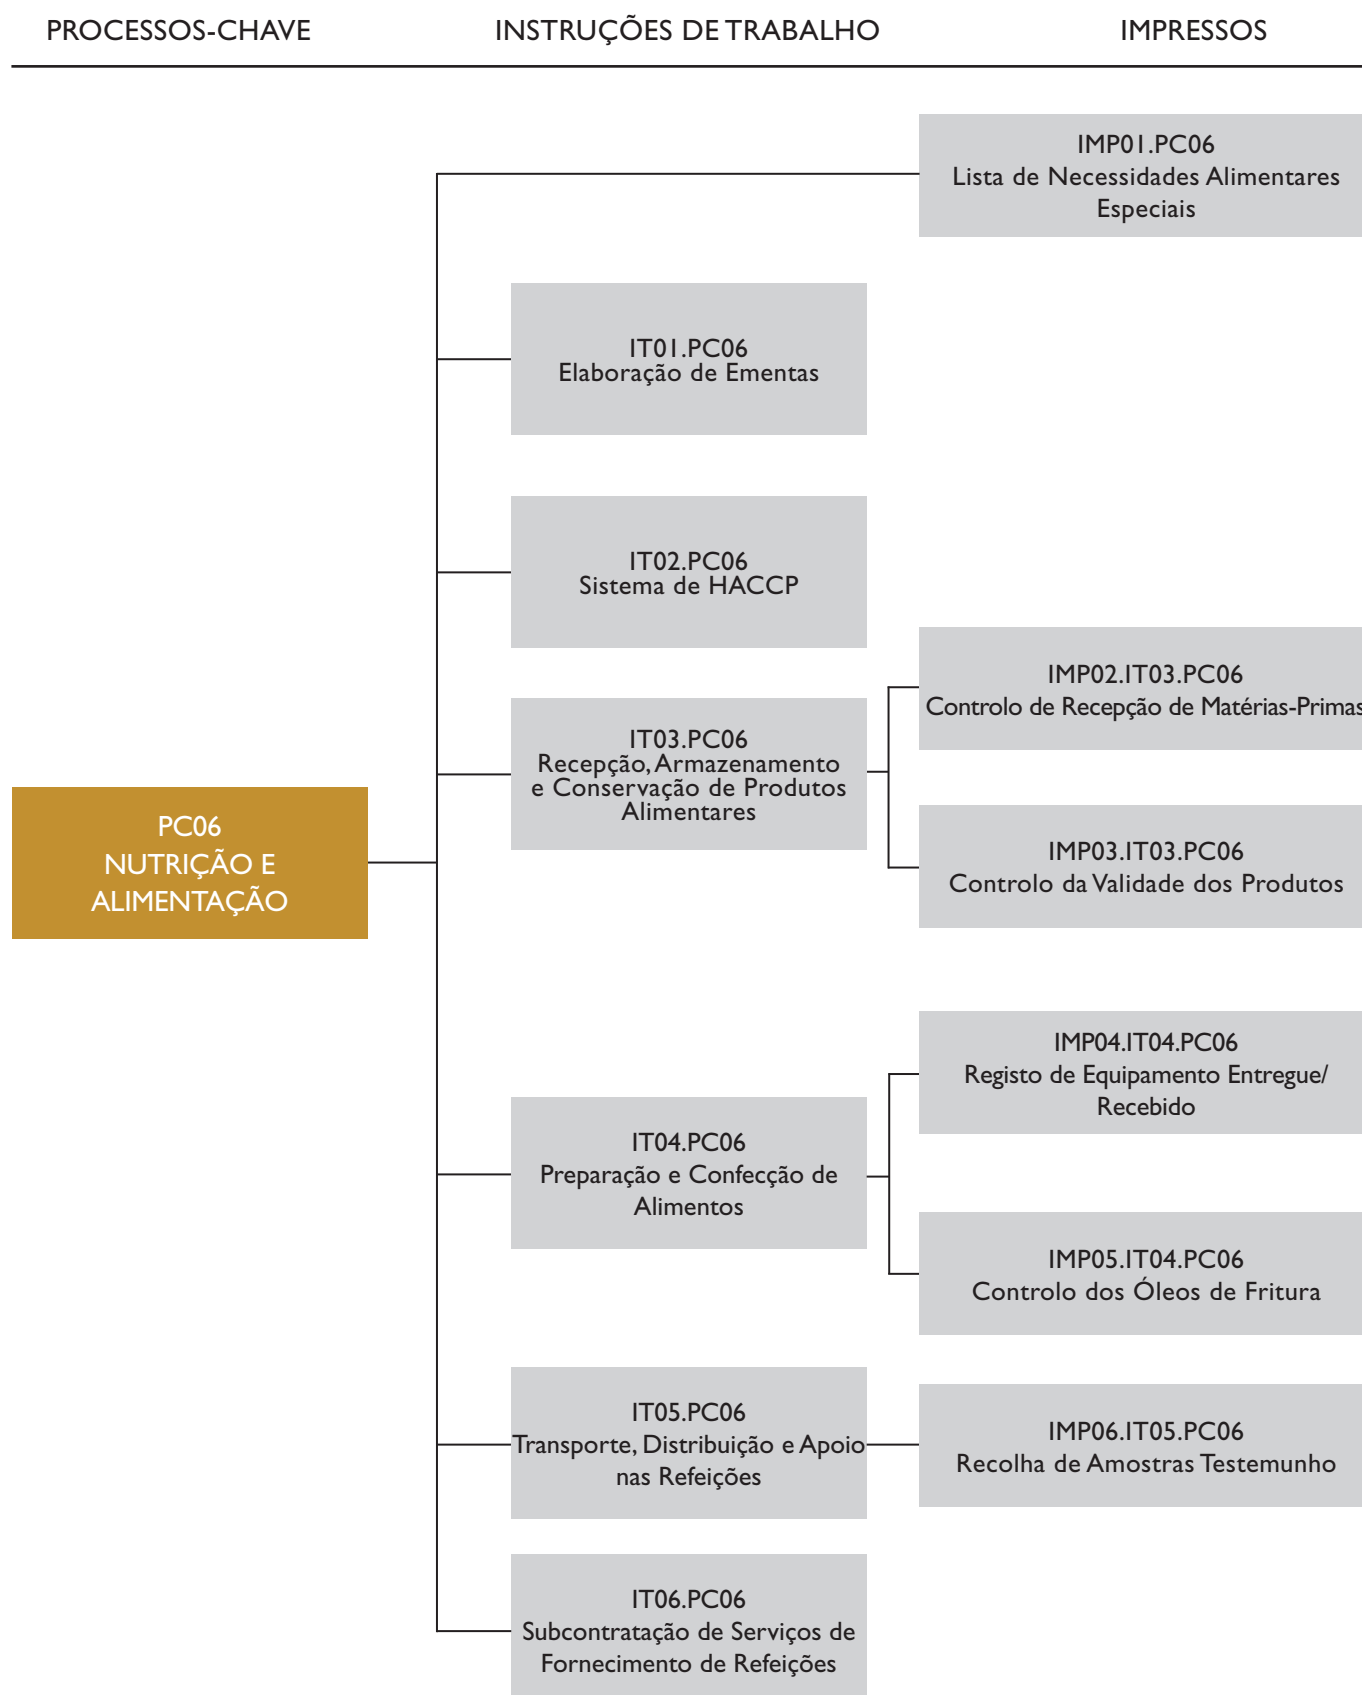 PROCESSOS-CHAVE
INSTRUÇÕES DE TRABALHO
IMPRESSOS
IMP01.PC06
Lista de Necessidades Alimentares
Especiais
IT01.PC06
Elaboração de Ementas
IT02.PC06
Sistema de HACCP
IT03.PC06
Recepção, Armazenamento
e Conservação de Produtos
Alimentares
IMP02.IT03.PC06
Controlo de Recepção de Matérias-Primas
IMP03.IT03.PC06
Controlo da Validade dos Produtos
PC06
NUTRIÇÃO E
ALIMENTAÇÃO
IT04.PC06
Preparação e Confecção de
Alimentos
IMP04.IT04.PC06
Registo de Equipamento Entregue/
Recebido
IMP05.IT04.PC06
Controlo dos Óleos de Fritura
IT05.PC06
Transporte, Distribuição e Apoio
nas Refeições
IMP06.IT05.PC06
Recolha de Amostras Testemunho
IT06.PC06
Subcontratação de Serviços de
Fornecimento de Refeições